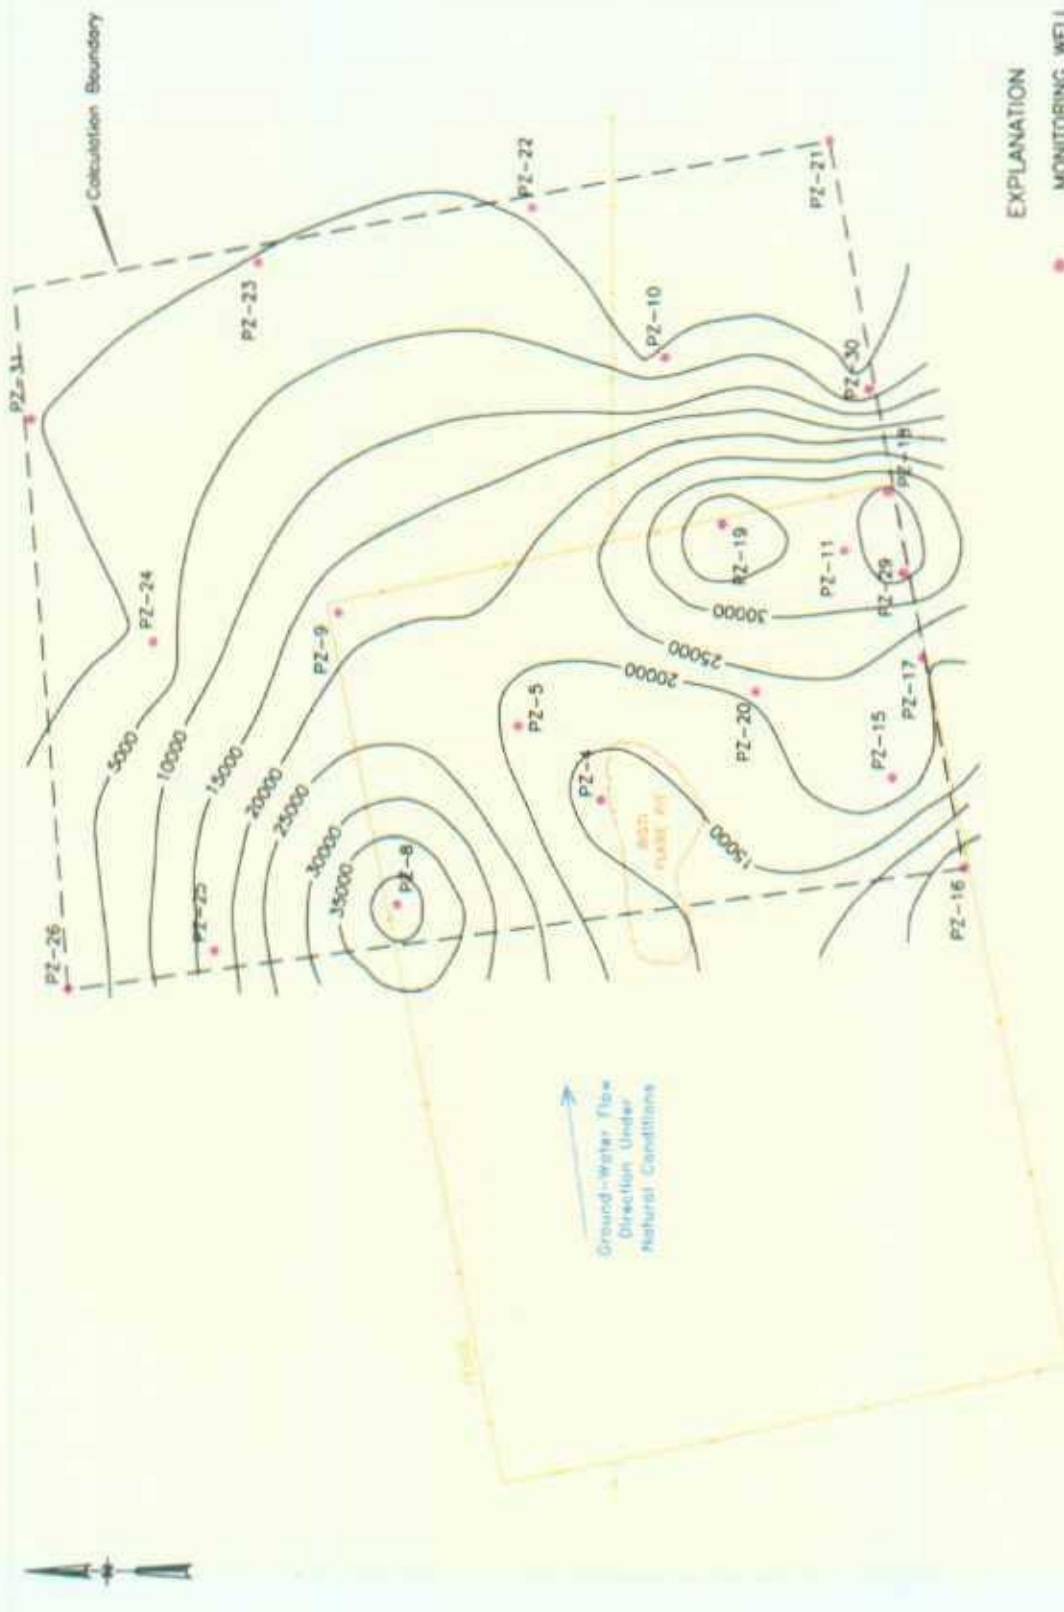 Calculation Boundary
PZ-31
PZ-26
PZ-24
PZ-23
PZ-22
PZ-25
PZ-9
PZ-10
PZ-21
PZ-8
PZ-5
PZ-4
PZ-19
PZ-30
PZ-11
PZ-18
PZ-29
PZ-20
PZ-17
PZ-15
PZ-16
5000
10000
15000
20000
25000
30000
35000
30000
25000
20000
15000
FLARE PIT
Ground-Water Flow
Direction Under
Natural Conditions
EXPLANATION
MONITORING WELL
N